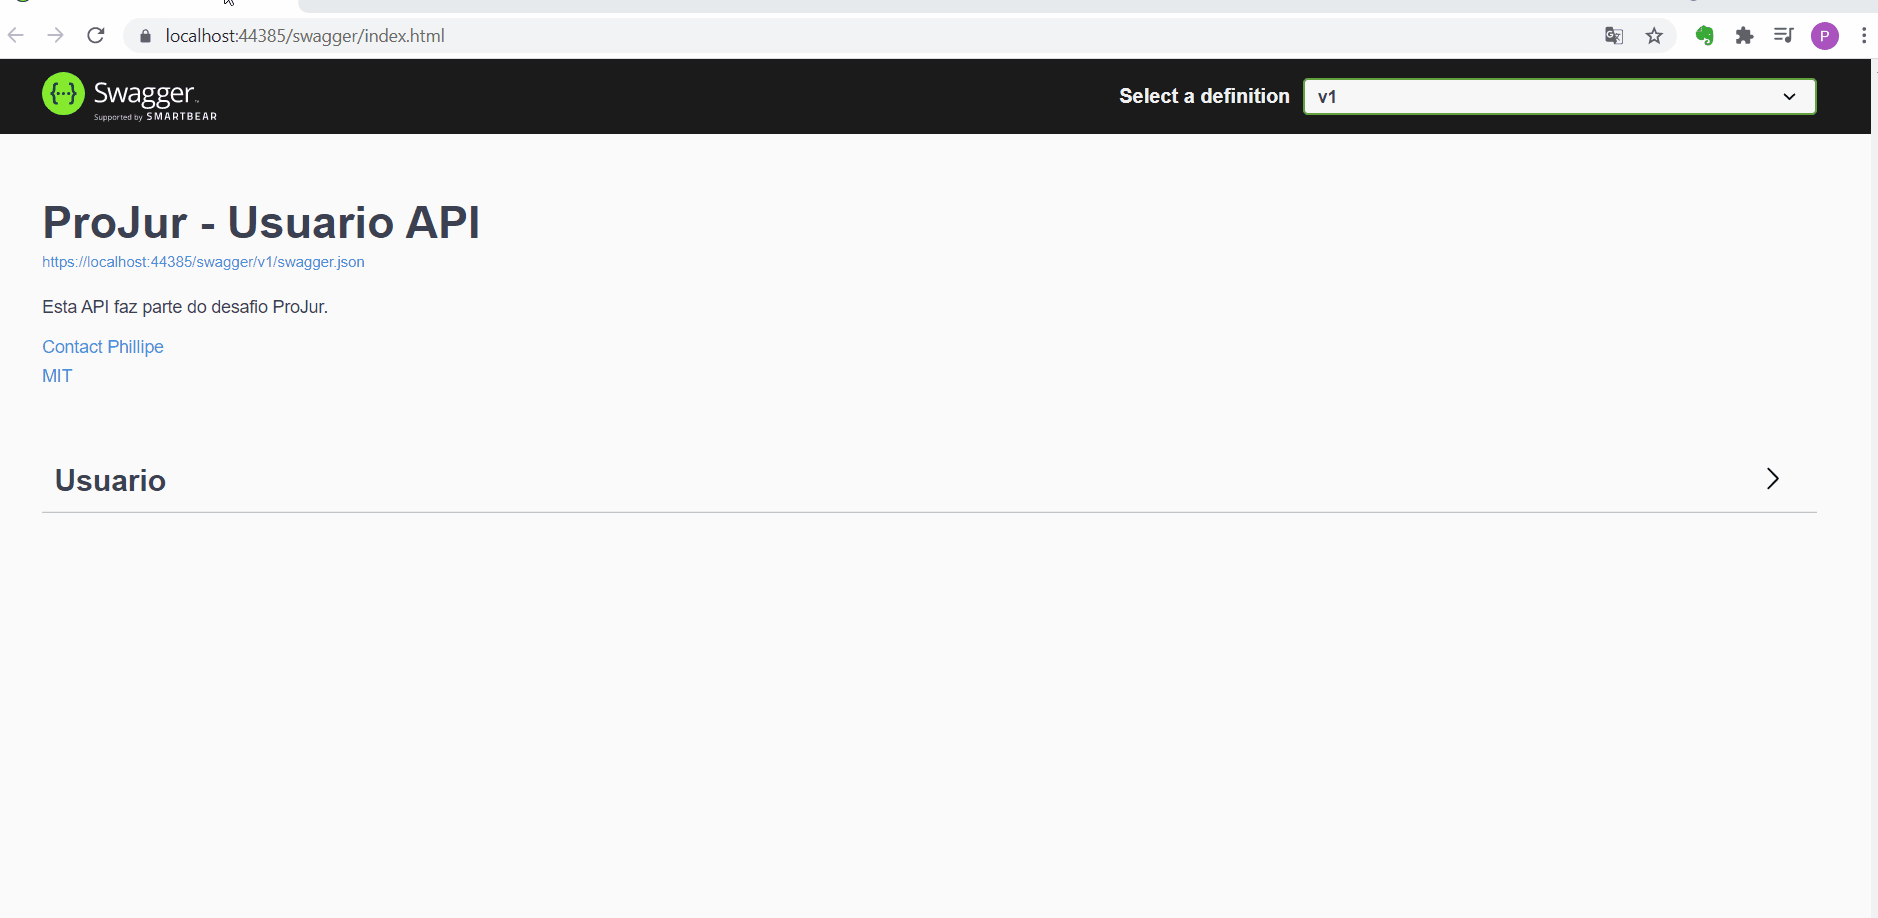 localhost:44385/swagger/index.html
P
Swagger
Supported by SMARTBEAR
Select a definition
v1
ProJur - Usuario API
https://localhost:44385/swagger/v1/swagger.json
Esta API faz parte do desafio ProJur.
Contact Phillipe
MIT
Usuario